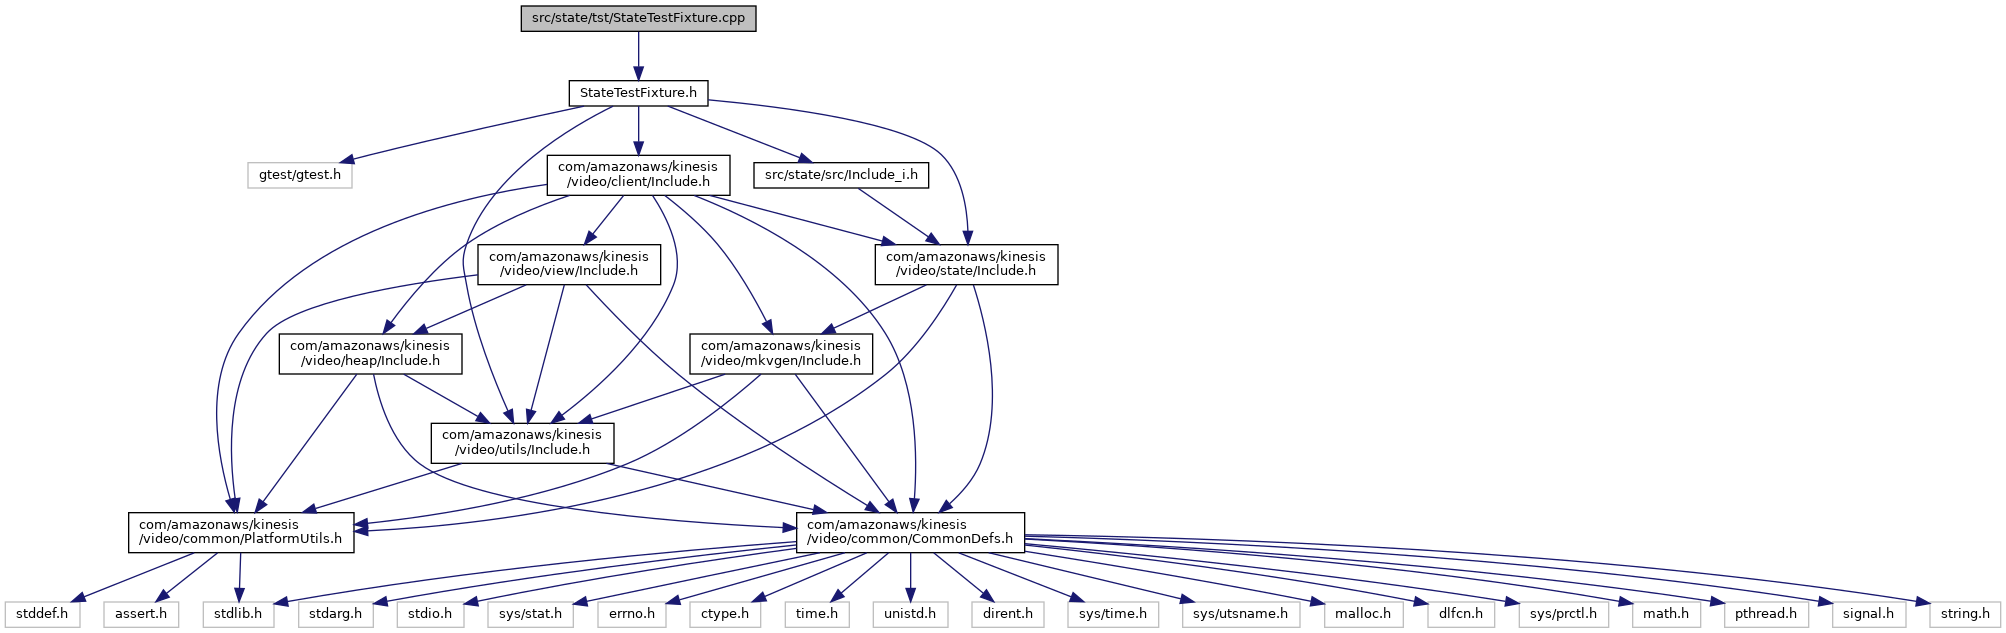 src/state/tst/StateTestFixture.cpp
StateTestFixture.h
gtest/gtest.h
com/amazonaws/kinesis
/video/client/Include.h
src/state/src/Include_i.h
com/amazonaws/kinesis
/video/view/Include.h
com/amazonaws/kinesis
/video/state/Include.h
com/amazonaws/kinesis
/video/heap/Include.h
com/amazonaws/kinesis
/video/mkvgen/Include.h
com/amazonaws/kinesis
/video/utils/Include.h
com/amazonaws/kinesis
/video/common/PlatformUtils.h
com/amazonaws/kinesis
/video/common/CommonDefs.h
stddef.h
assert.h
stdlib.h
stdarg.h
stdio.h
sys/stat.h
errno.h
ctype.h
time.h
unistd.h
dirent.h
sys/time.h
sys/utsname.h
malloc.h
dlfcn.h
sys/prctl.h
math.h
pthread.h
signal.h
string.h